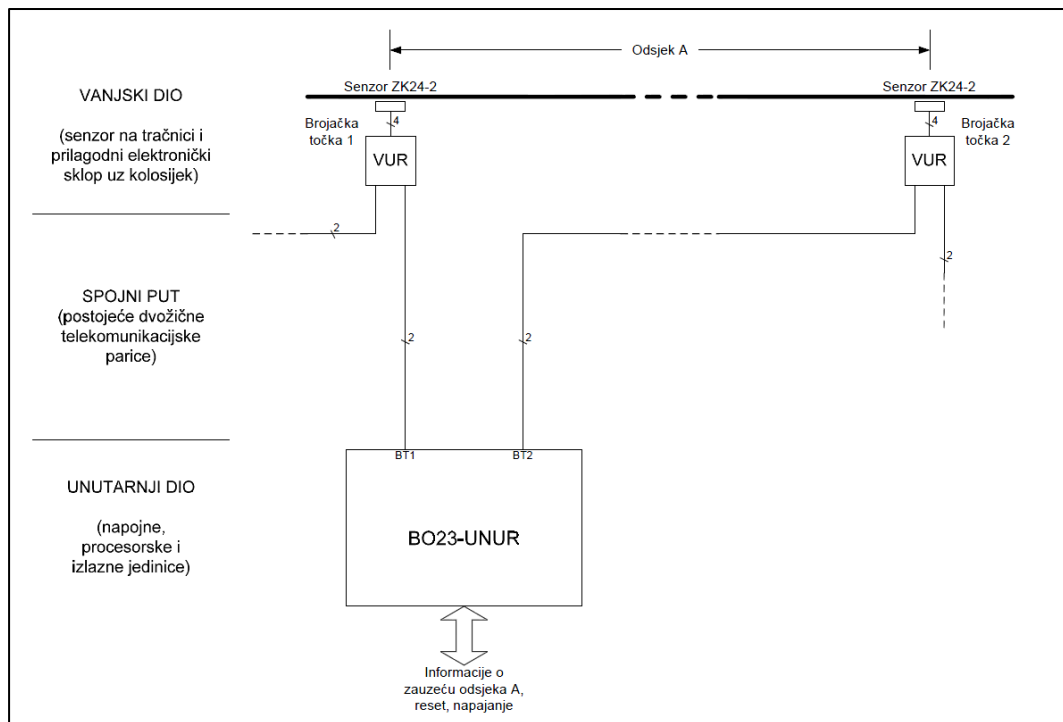 Odsjek A
VANJSKI DIO
(senzor na tračnici i
prilagodni elektronički
sklop uz kolosijek)
Senzor ZK24-2
Senzor ZK24-2
4
4
Brojačka
točka 1
Brojačka
točka 2
VUR
VUR
2
2
SPOJNI PUT
(postojeće dvožične
telekomunikacijske
parice)
2
2
UNUTARNJI DIO
(napojne,
procesorske i
izlazne jedinice)
BT1
BT2
BO23-UNUR
Informacije o
zauzeću odsjeka A,
reset, napajanje